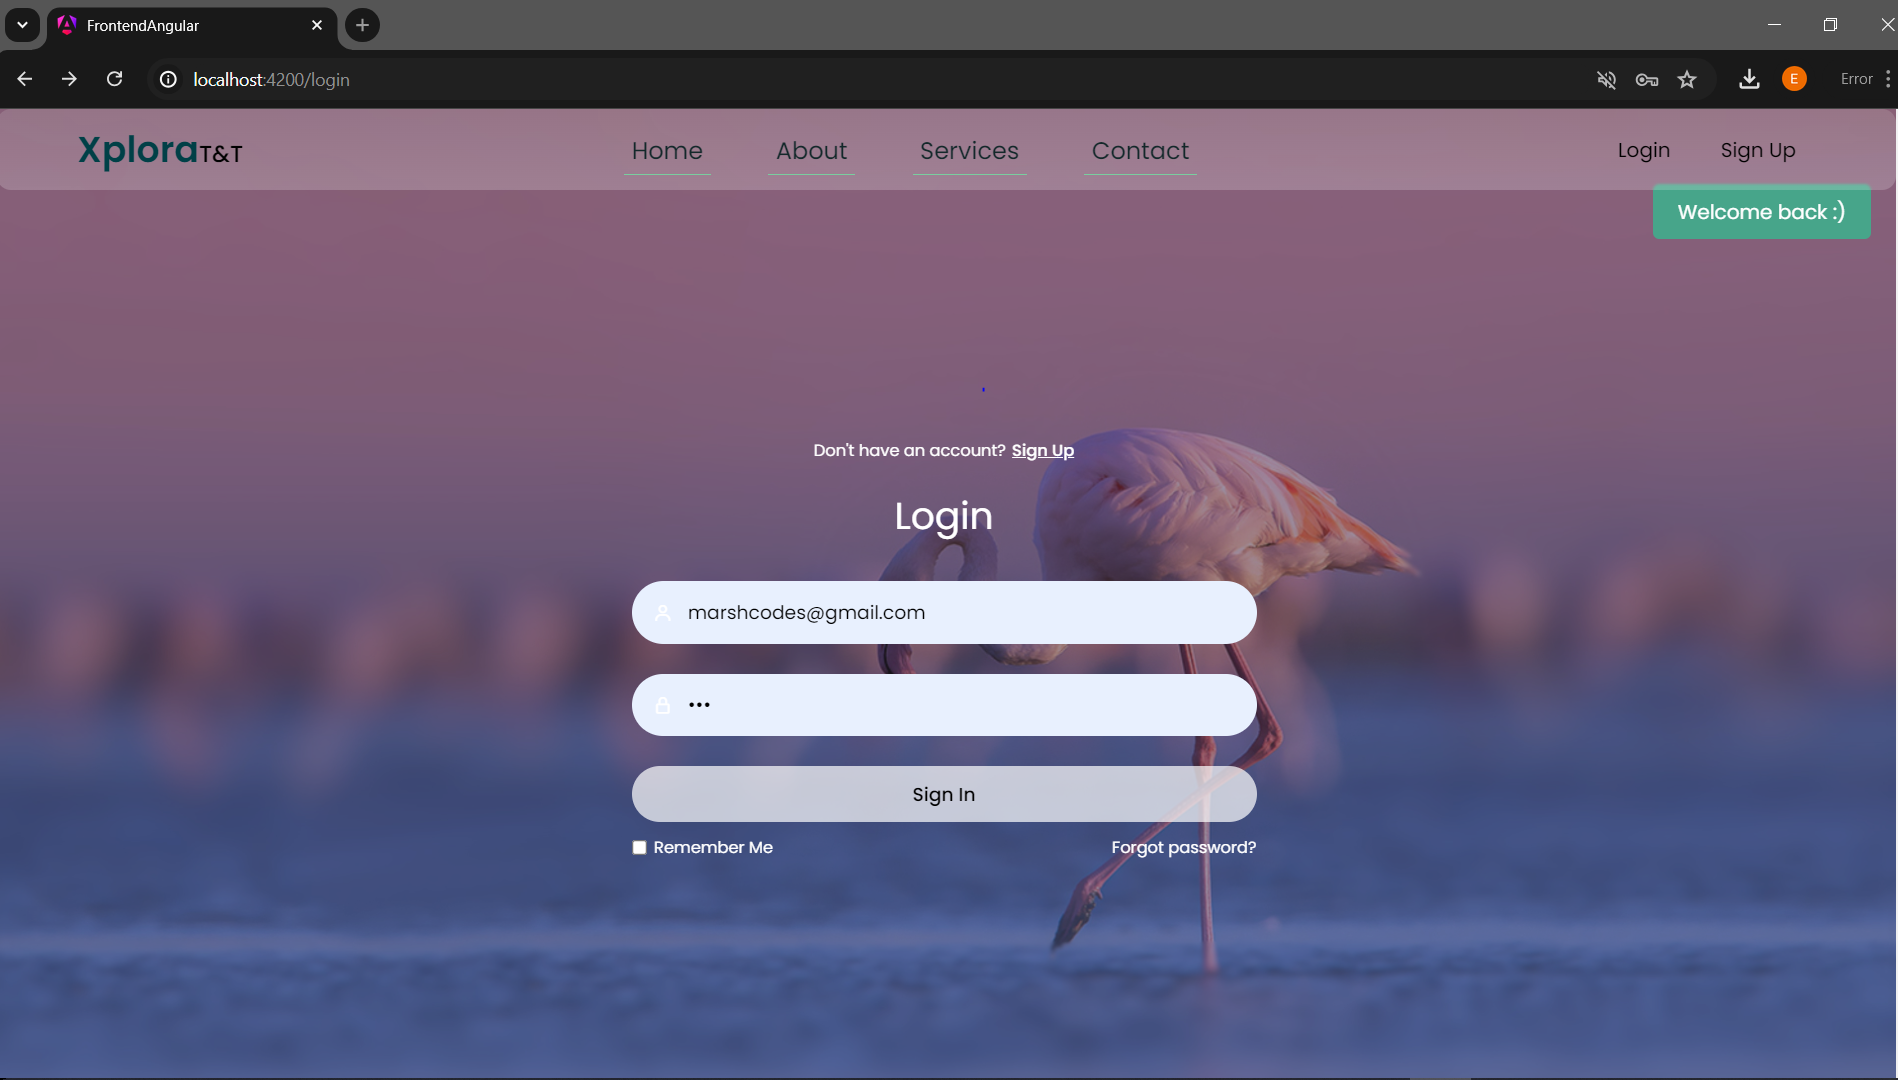 FrontendAngular
localhost:4200/login
E
Error
XploraT&T
Home
About
Services
Contact
Login
Sign Up
Welcome back :)
Don't have an account? Sign Up
Login
marshcodes@gmail.com
•••
Sign In
Remember Me
Forgot password?